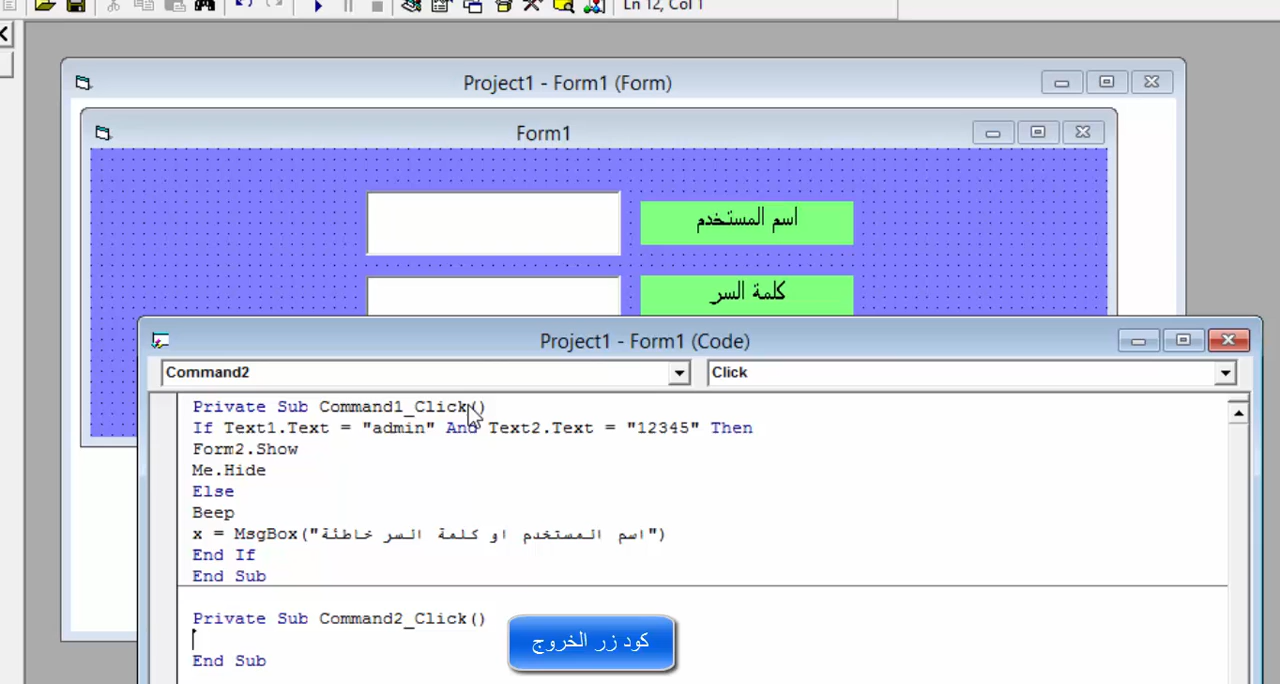 Ln 12, Col 1
Project1 - Form1 (Form)
Form1
اسم المستخدم
كلمة السر
Project1 - Form1 (Code)
Command2
Click
Private Sub Command1_Click()
If Text1.Text = "admin" And Text2.Text = "12345" Then
Form2.Show
Me.Hide
Else
Beep
x = MsgBox("اسم المستخدم او كلمة السر خاطئة")
End If
End Sub
Private Sub Command2_Click()
كود زر الخروج
End Sub